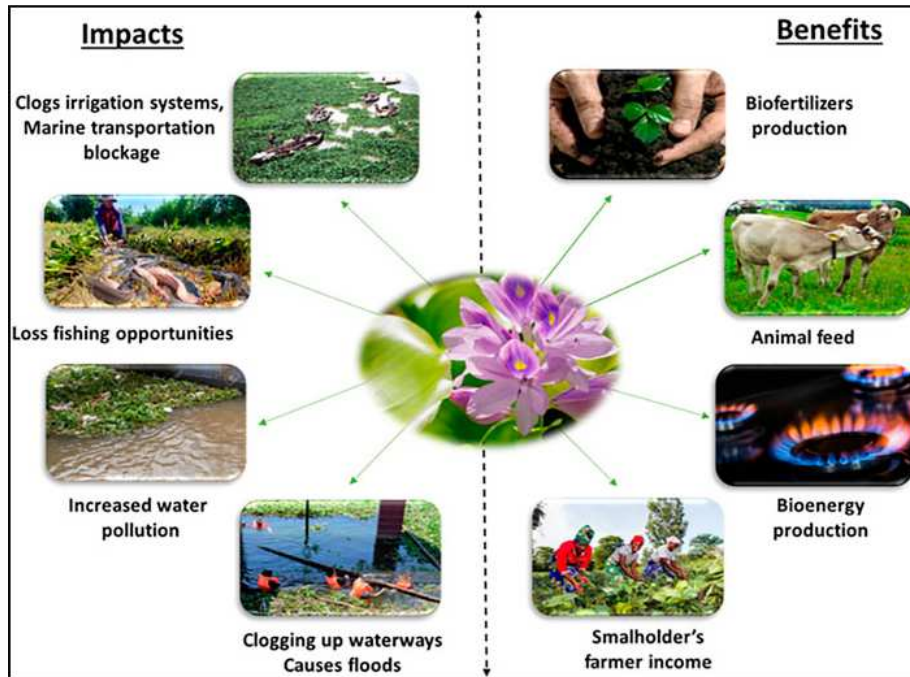 Impacts
Clogs irrigation systems,
Marine transportation
blockage
Loss fishing opportunities
Increased water
pollution
Clogging up waterways
Causes floods
Benefits
Biofertilizers
production
Animal feed
Bioenergy
production
Smalholder's
farmer income